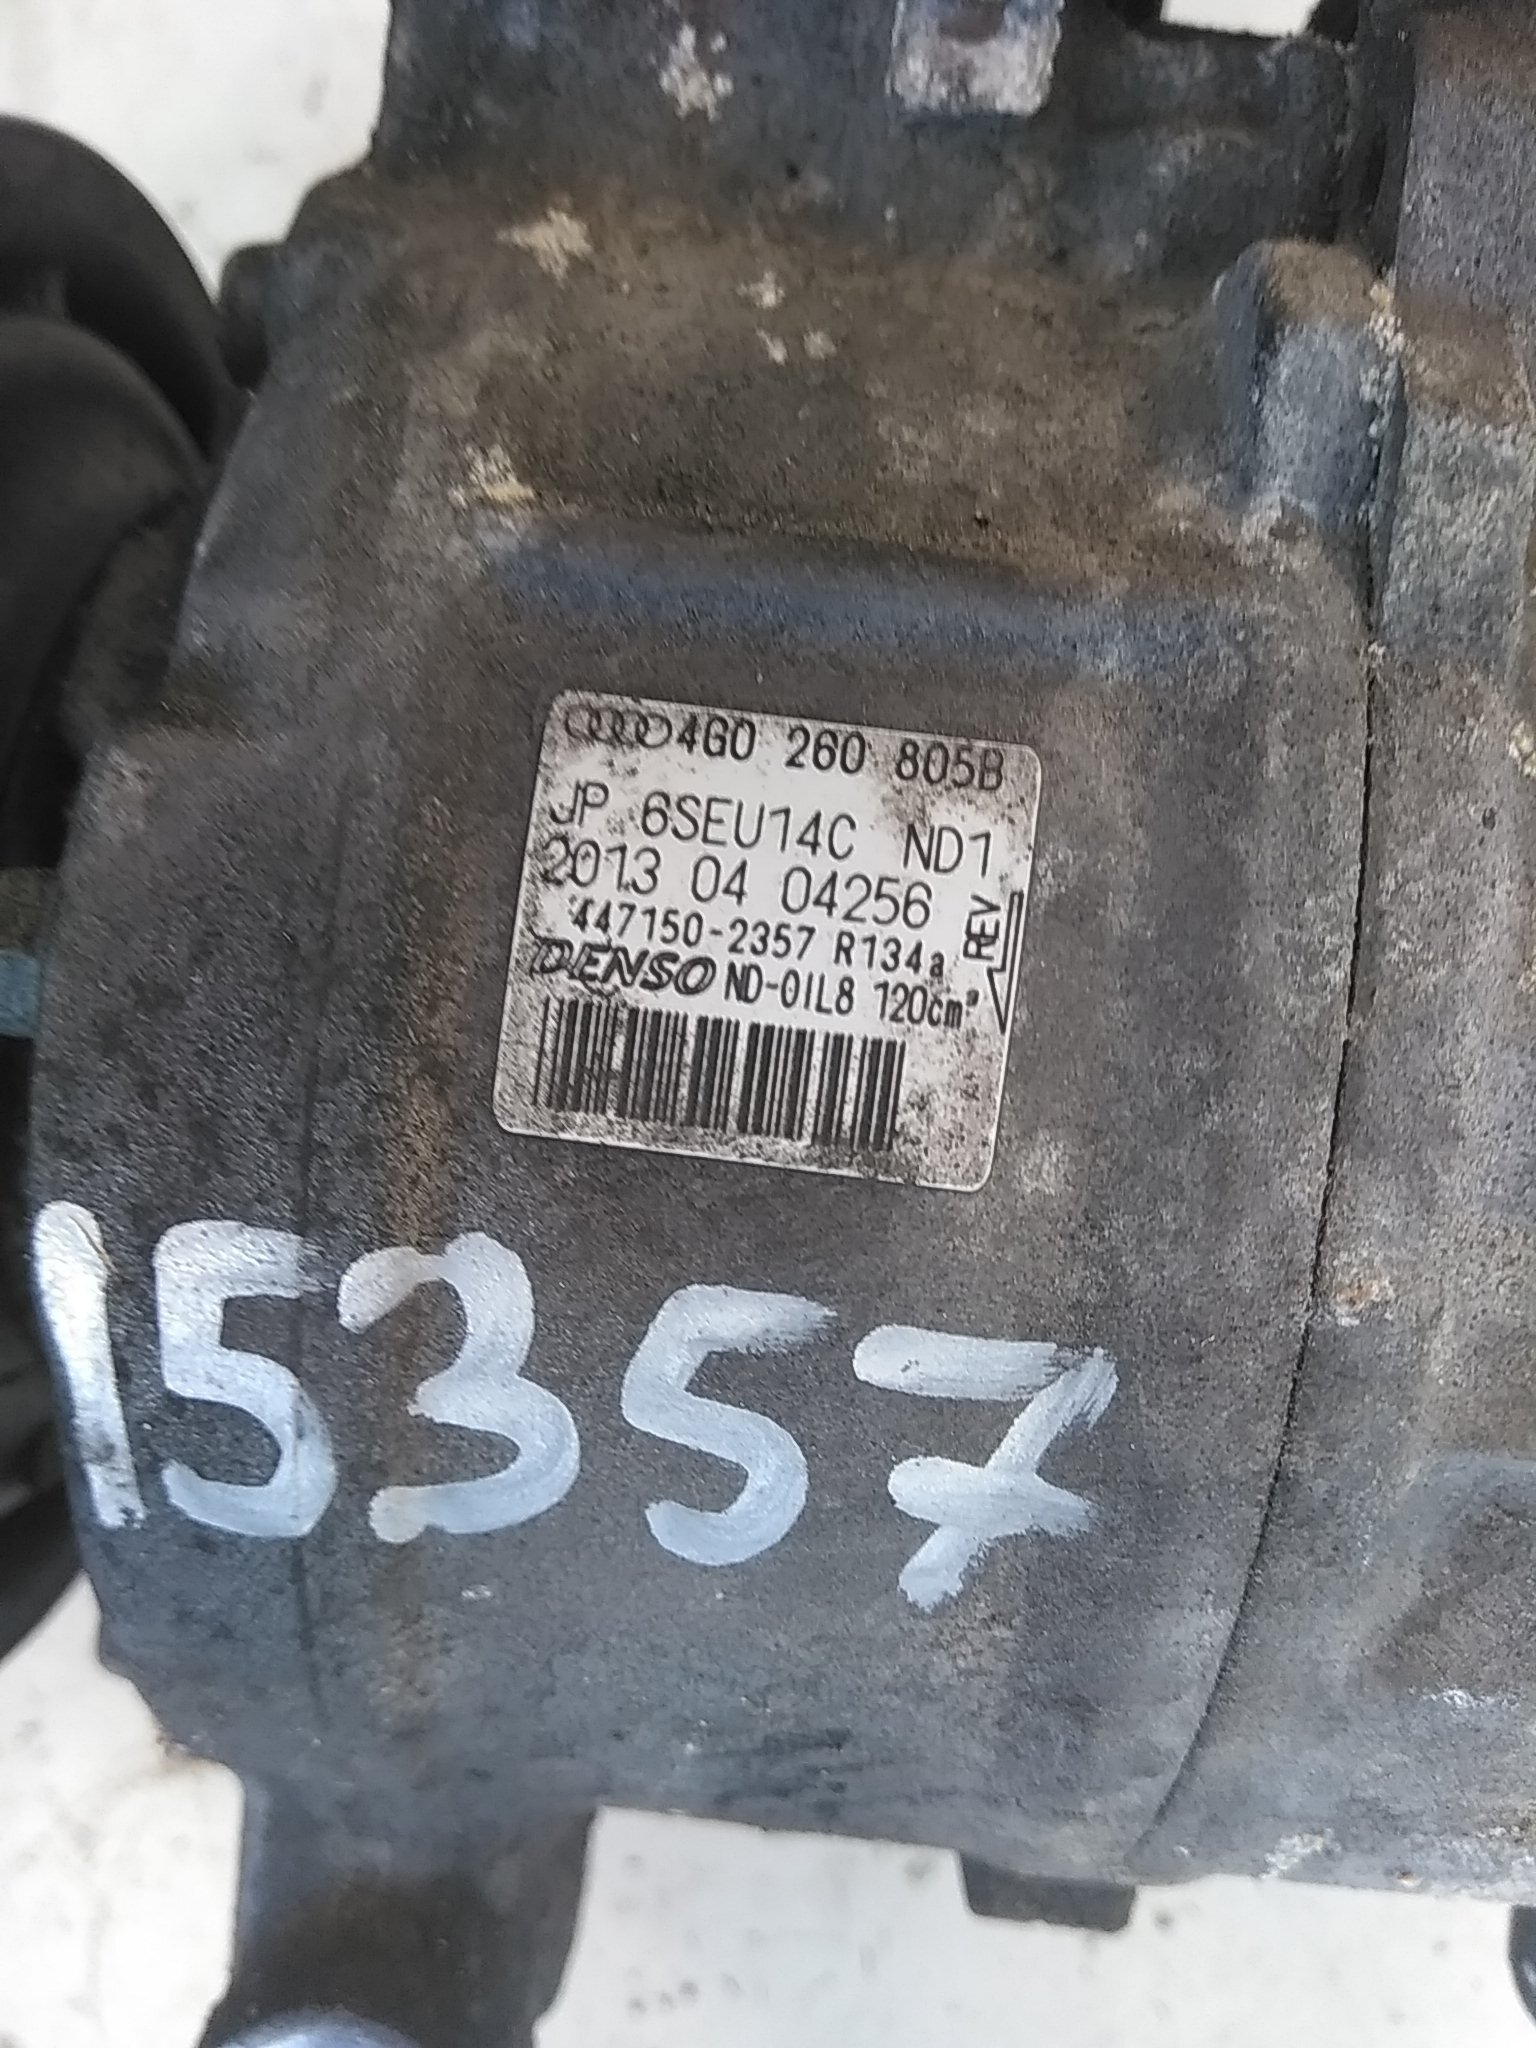 4G0 260 805B
JP 6SEU14C ND1
2013 04 04256
447150-2357 R134a
REV
DENSO ND-OIL8 120cm³
15357